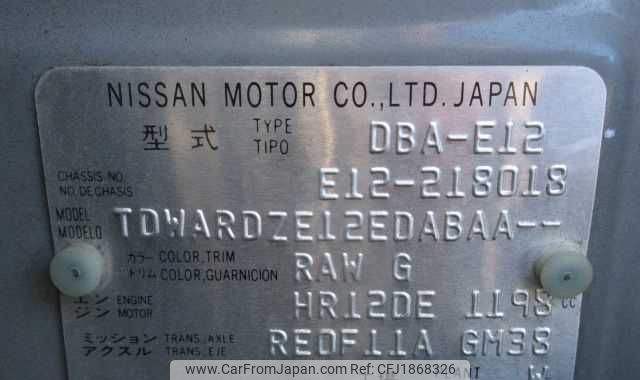 NISSAN MOTOR CO.,LTD. JAPAN
型式 TYPE TIPO DBA-E12
CHASSIS NO. NO. DE CHASIS E12-218018
MODEL MODELO TDWARDZE12EDABAA--
カラー COLOR,TRIM トリム COLOR,GUARNICION RAW G
エンジン ENGINE MOTOR HR12DE 1198 CC
ミッション TRANS.AXLE アクスル TRANS.EJE RE0F11A GM38
www.carsensor.net - CFJ1868326